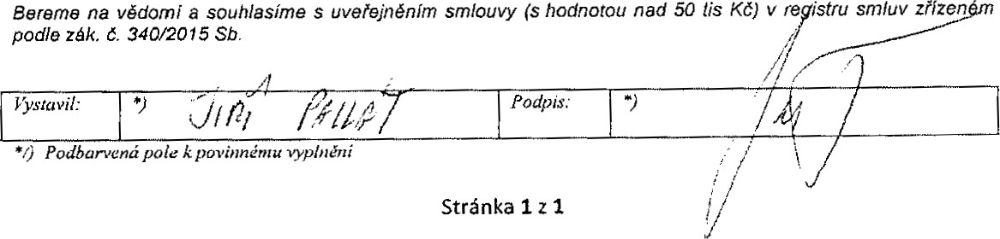 Bereme na vědomí a souhlasíme s uveřejněním smlouvy (s hodnotou nad 50 tis Kč) v registru smluv zřízeném
podle zák. č. 340/2015 Sb.
Vystavil: *) JIŘÍ PALLÁT Podpis: *)
*/) Podbarvená pole k povinnému vyplnění
Stránka 1 z 1